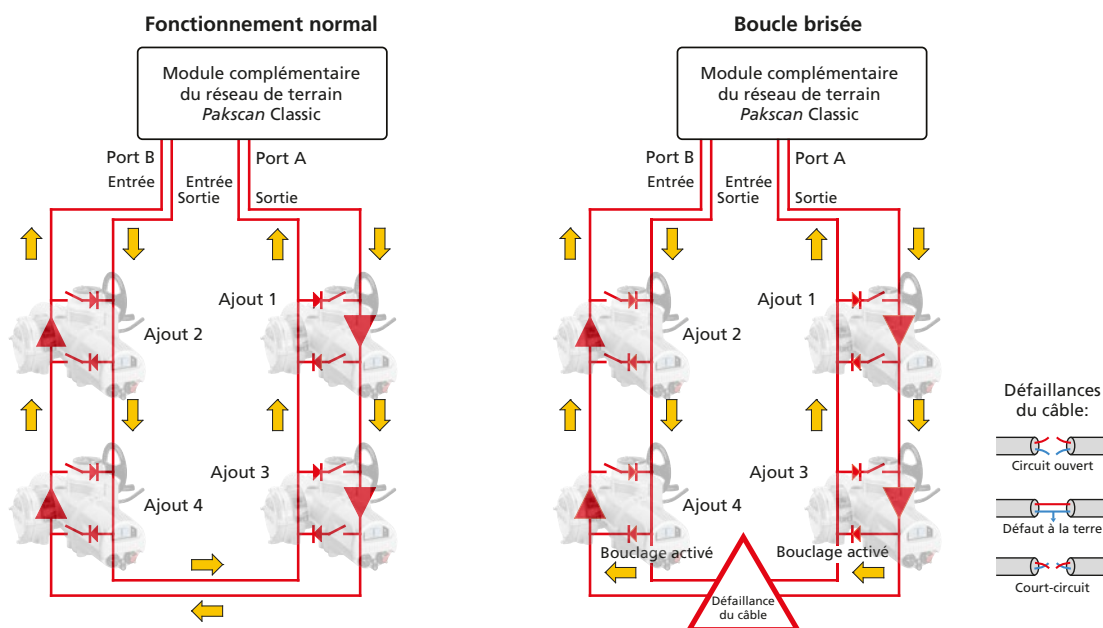 Fonctionnement normal
Module complémentaire
du réseau de terrain
Pakscan Classic
Port B
Port A
Entrée
Entrée
Sortie
Sortie
Ajout 1
Ajout 2
Ajout 3
Ajout 4
Boucle brisée
Module complémentaire
du réseau de terrain
Pakscan Classic
Port B
Port A
Entrée
Entrée
Sortie
Sortie
Ajout 1
Ajout 2
Ajout 3
Ajout 4
Bouclage activé
Bouclage activé
Défaillance
du câble
Défaillances
du câble:
Circuit ouvert
Défaut à la terre
Court-circuit